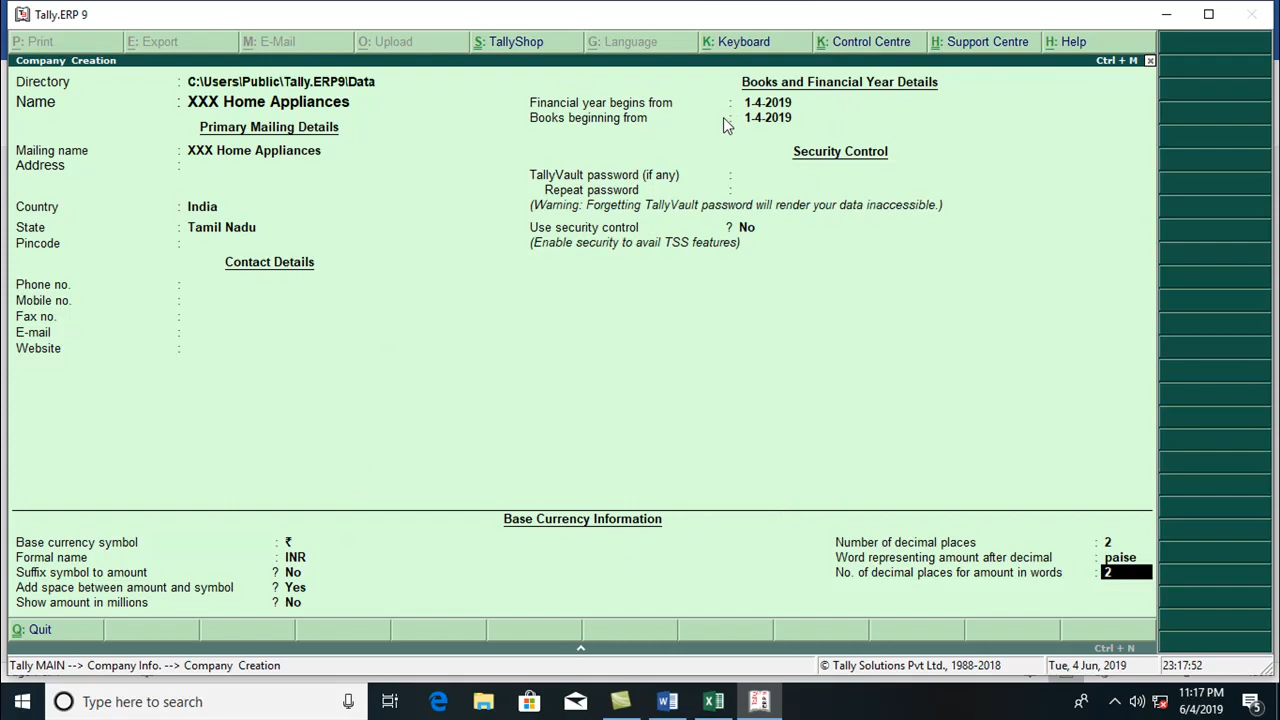 Tally.ERP 9
P: Print E: Export M: E-Mail O: Upload S: TallyShop G: Language K: Keyboard K: Control Centre H: Support Centre H: Help
Company Creation Ctrl + M
Directory : C:\Users\Public\Tally.ERP9\Data
Name : XXX Home Appliances
Primary Mailing Details
Mailing name : XXX Home Appliances
Address :
Country : India
State : Tamil Nadu
Pincode :
Contact Details
Phone no. :
Mobile no. :
Fax no. :
E-mail :
Website :
Books and Financial Year Details
Financial year begins from : 1-4-2019
Books beginning from : 1-4-2019
Security Control
TallyVault password (if any) :
Repeat password :
(Warning: Forgetting TallyVault password will render your data inaccessible.)
Use security control ? No
(Enable security to avail TSS features)
Base Currency Information
Base currency symbol : ₹
Formal name : INR
Suffix symbol to amount ? No
Add space between amount and symbol ? Yes
Show amount in millions ? No
Number of decimal places : 2
Word representing amount after decimal : paise
No. of decimal places for amount in words : 2
Q: Quit
Ctrl + N
Tally MAIN --> Company Info. --> Company Creation © Tally Solutions Pvt Ltd., 1988-2018 Tue, 4 Jun, 2019 23:17:52
Type here to search
11:17 PM
6/4/2019
5